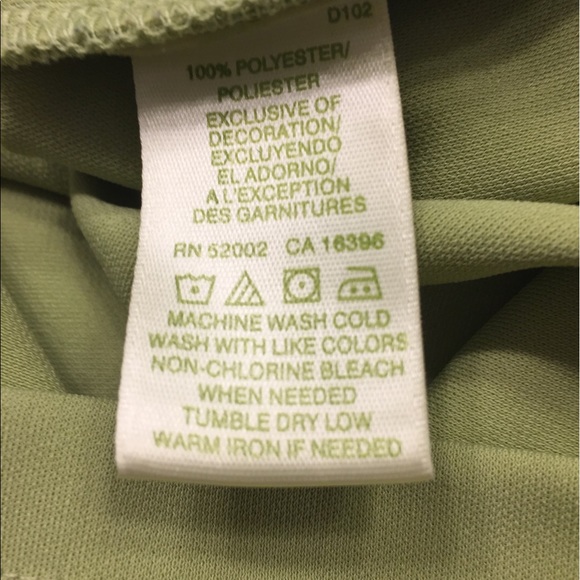 D102
100% POLYESTER/
POLIESTER
EXCLUSIVE OF
DECORATION/
EXCLUYENDO
EL ADORNO/
A L'EXCEPTION
DES GARNITURES
RN 52002 CA 16396
MACHINE WASH COLD
WASH WITH LIKE COLORS
NON-CHLORINE BLEACH
WHEN NEEDED
TUMBLE DRY LOW
WARM IRON IF NEEDED